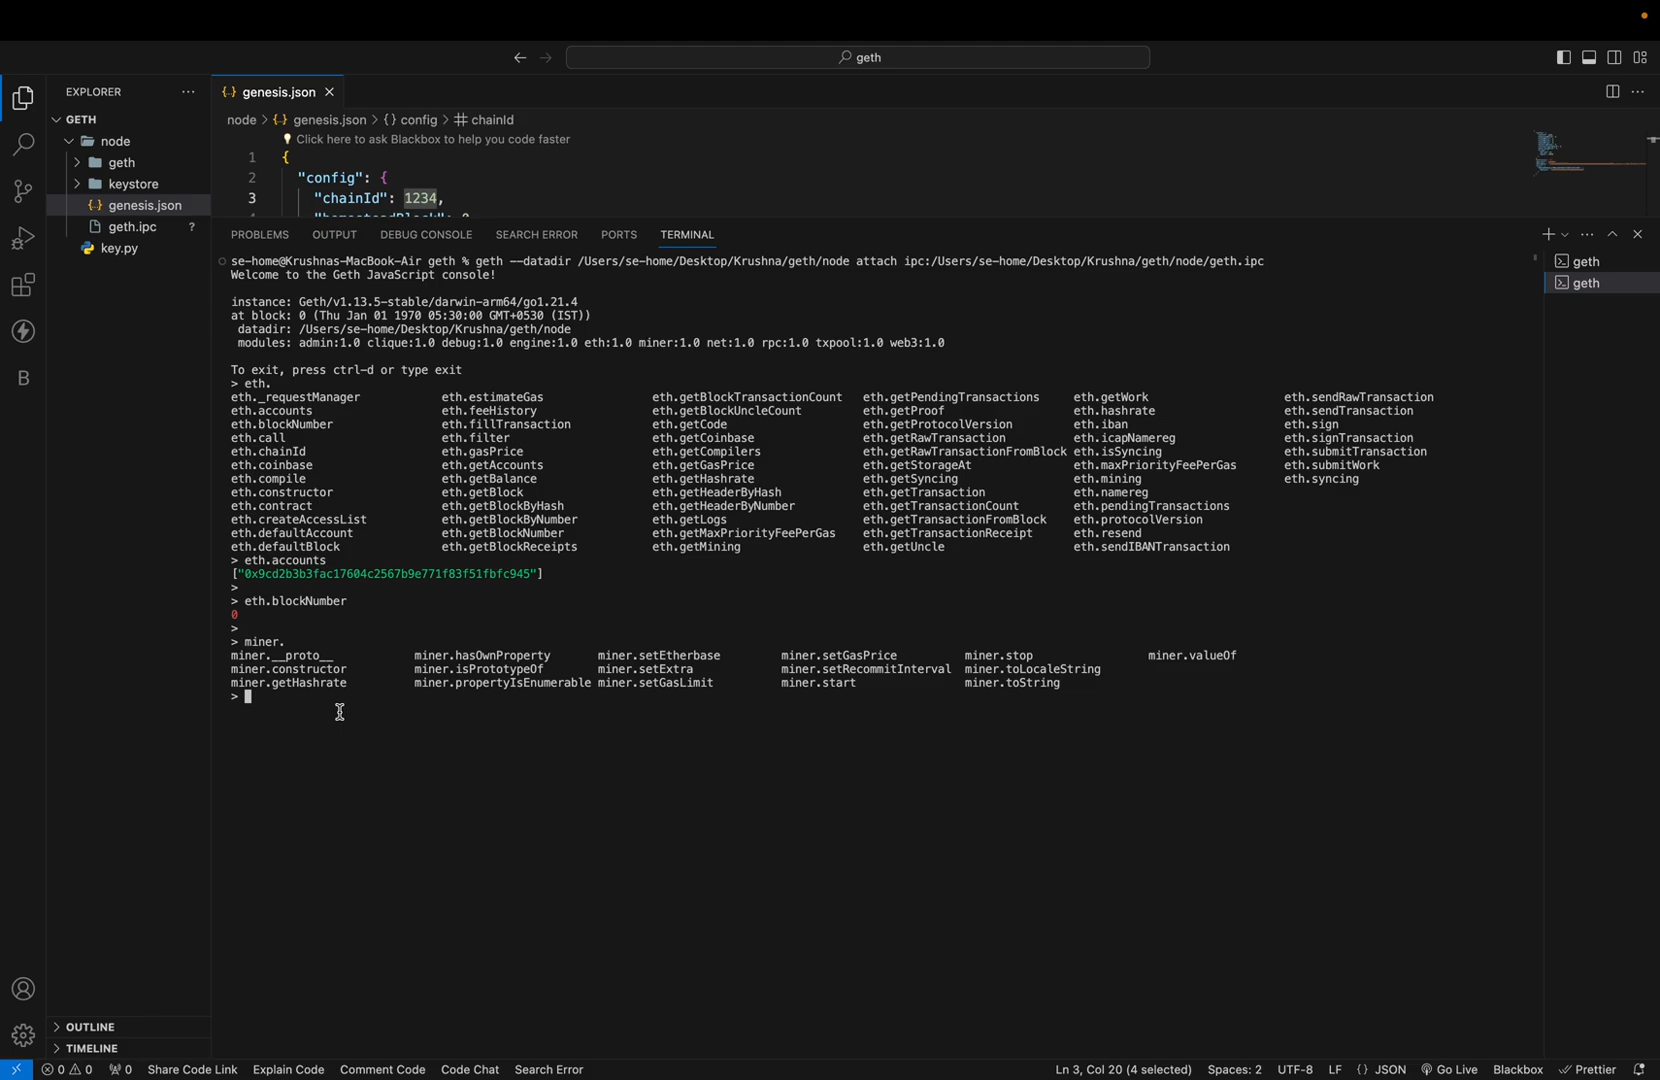 geth
EXPLORER
GETH
node
geth
keystore
genesis.json
geth.ipc ?
key.py
OUTLINE
TIMELINE
{..} genesis.json
node > {..} genesis.json > { } config > # chainId
Click here to ask Blackbox to help you code faster
1 {
2 "config": {
3 "chainId": 1234,
PROBLEMS OUTPUT DEBUG CONSOLE SEARCH ERROR PORTS TERMINAL
geth
geth
se-home@Krushnas-MacBook-Air geth % geth --datadir /Users/se-home/Desktop/Krushna/geth/node attach ipc:/Users/se-home/Desktop/Krushna/geth/node/geth.ipc
Welcome to the Geth JavaScript console!
instance: Geth/v1.13.5-stable/darwin-arm64/go1.21.4
at block: 0 (Thu Jan 01 1970 05:30:00 GMT+0530 (IST))
datadir: /Users/se-home/Desktop/Krushna/geth/node
modules: admin:1.0 clique:1.0 debug:1.0 engine:1.0 eth:1.0 miner:1.0 net:1.0 rpc:1.0 txpool:1.0 web3:1.0
To exit, press ctrl-d or type exit
> eth.
eth._requestManager eth.estimateGas eth.getBlockTransactionCount eth.getPendingTransactions eth.getWork eth.sendRawTransaction
eth.accounts eth.feeHistory eth.getBlockUncleCount eth.getProof eth.hashrate eth.sendTransaction
eth.blockNumber eth.fillTransaction eth.getCode eth.getProtocolVersion eth.iban eth.sign
eth.call eth.filter eth.getCoinbase eth.getRawTransaction eth.icapNamereg eth.signTransaction
eth.chainId eth.gasPrice eth.getCompilers eth.getRawTransactionFromBlock eth.isSyncing eth.submitTransaction
eth.coinbase eth.getAccounts eth.getGasPrice eth.getStorageAt eth.maxPriorityFeePerGas eth.submitWork
eth.compile eth.getBalance eth.getHashrate eth.getSyncing eth.mining eth.syncing
eth.constructor eth.getBlock eth.getHeaderByHash eth.getTransaction eth.namereg
eth.contract eth.getBlockByHash eth.getHeaderByNumber eth.getTransactionCount eth.pendingTransactions
eth.createAccessList eth.getBlockByNumber eth.getLogs eth.getTransactionFromBlock eth.protocolVersion
eth.defaultAccount eth.getBlockNumber eth.getMaxPriorityFeePerGas eth.getTransactionReceipt eth.resend
eth.defaultBlock eth.getBlockReceipts eth.getMining eth.getUncle eth.sendIBANTransaction
> eth.accounts
["0x9cd2b3b3fac17604c2567b9e771f83f51fbfc945"]
>
> eth.blockNumber
0
>
> miner.
miner.__proto__ miner.hasOwnProperty miner.setEtherbase miner.setGasPrice miner.stop miner.valueOf
miner.constructor miner.isPrototypeOf miner.setExtra miner.setRecommitInterval miner.toLocaleString
miner.getHashrate miner.propertyIsEnumerable miner.setGasLimit miner.start miner.toString
>
0 0 0 Share Code Link Explain Code Comment Code Code Chat Search Error Ln 3, Col 20 (4 selected) Spaces: 2 UTF-8 LF { } JSON Go Live Blackbox Prettier